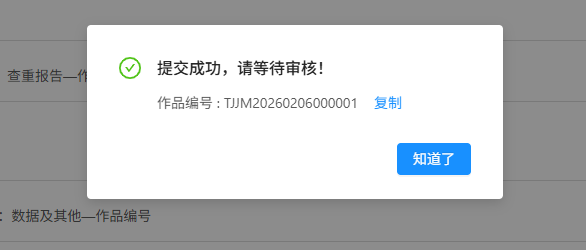 提交成功，请等待审核！
查重报告—作
作品编号 : TJJM20260206000001 复制
知道了
：数据及其他—作品编号